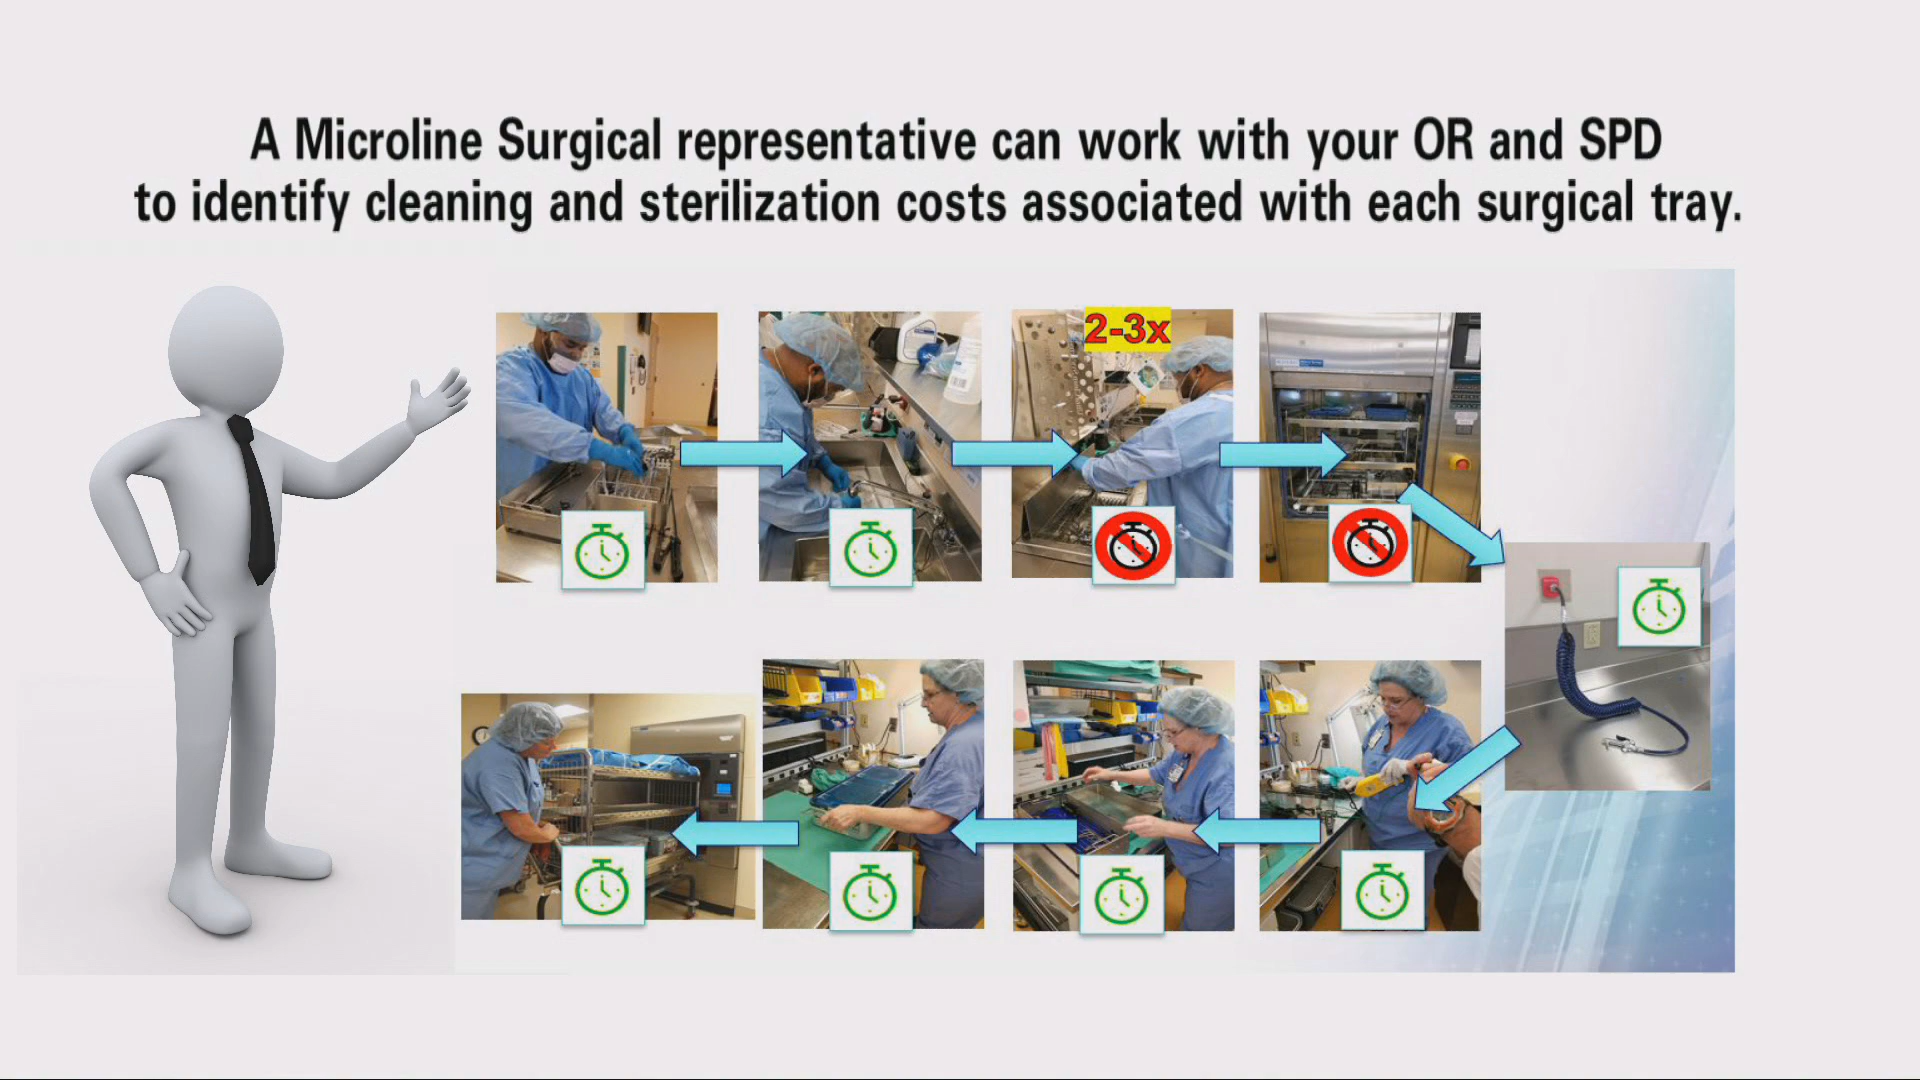 A Microline Surgical representative can work with your OR and SPD
to identify cleaning and sterilization costs associated with each surgical tray.
2-3x